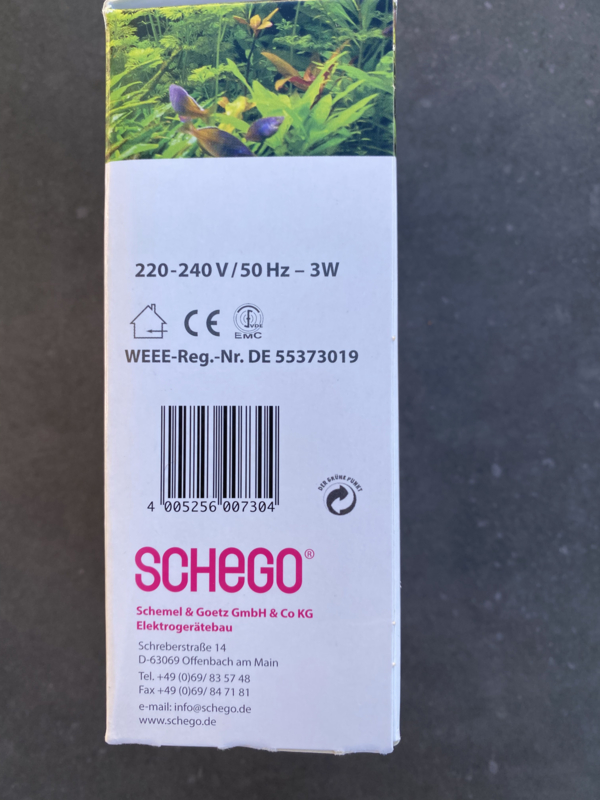 220-240 V / 50 Hz – 3W
CE
VDE
EMC
WEEE-Reg.-Nr. DE 55373019
4 005256 007304
DER GRÜNE PUNKT
SCHEGO®
Schemel & Goetz GmbH & Co KG
Elektrogerätebau
Schreberstraße 14
D-63069 Offenbach am Main
Tel. +49 (0)69/ 83 57 48
Fax +49 (0)69/ 84 71 81
e-mail: info@schego.de
www.schego.de